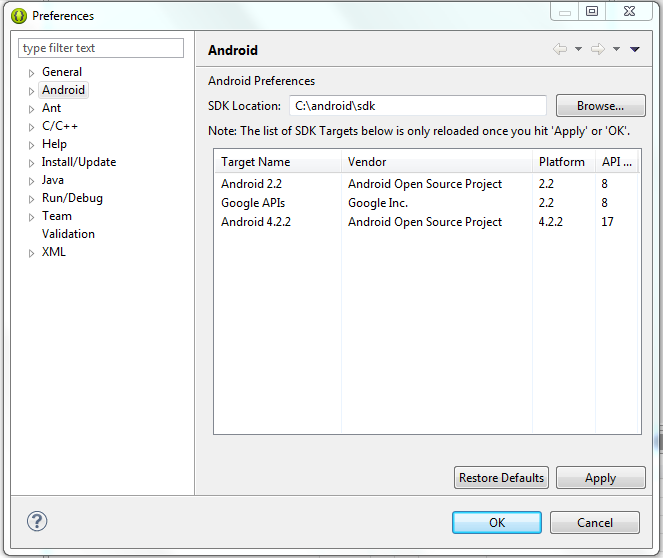 Preferences
type filter text
General
Android
Ant
C/C++
Help
Install/Update
Java
Run/Debug
Team
Validation
XML
Android
Android Preferences
SDK Location: C:\android\sdk Browse...
Note: The list of SDK Targets below is only reloaded once you hit 'Apply' or 'OK'.
Target Name Vendor Platform API ...
Android 2.2 Android Open Source Project 2.2 8
Google APIs Google Inc. 2.2 8
Android 4.2.2 Android Open Source Project 4.2.2 17
Restore Defaults Apply
? OK Cancel